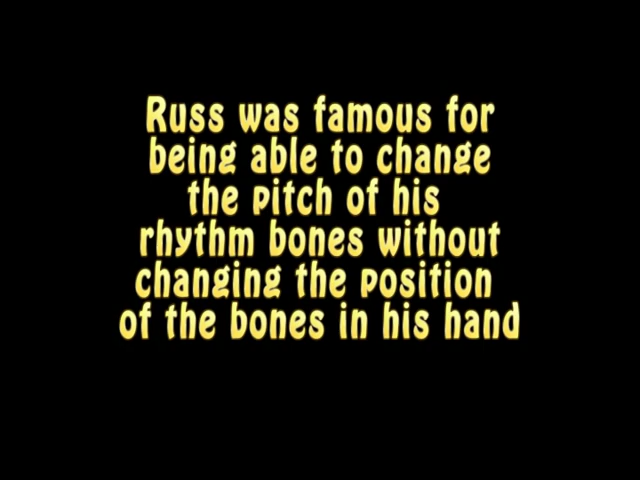 Russ was famous for
being able to change
the pitch of his
rhythm bones without
changing the position
of the bones in his hand